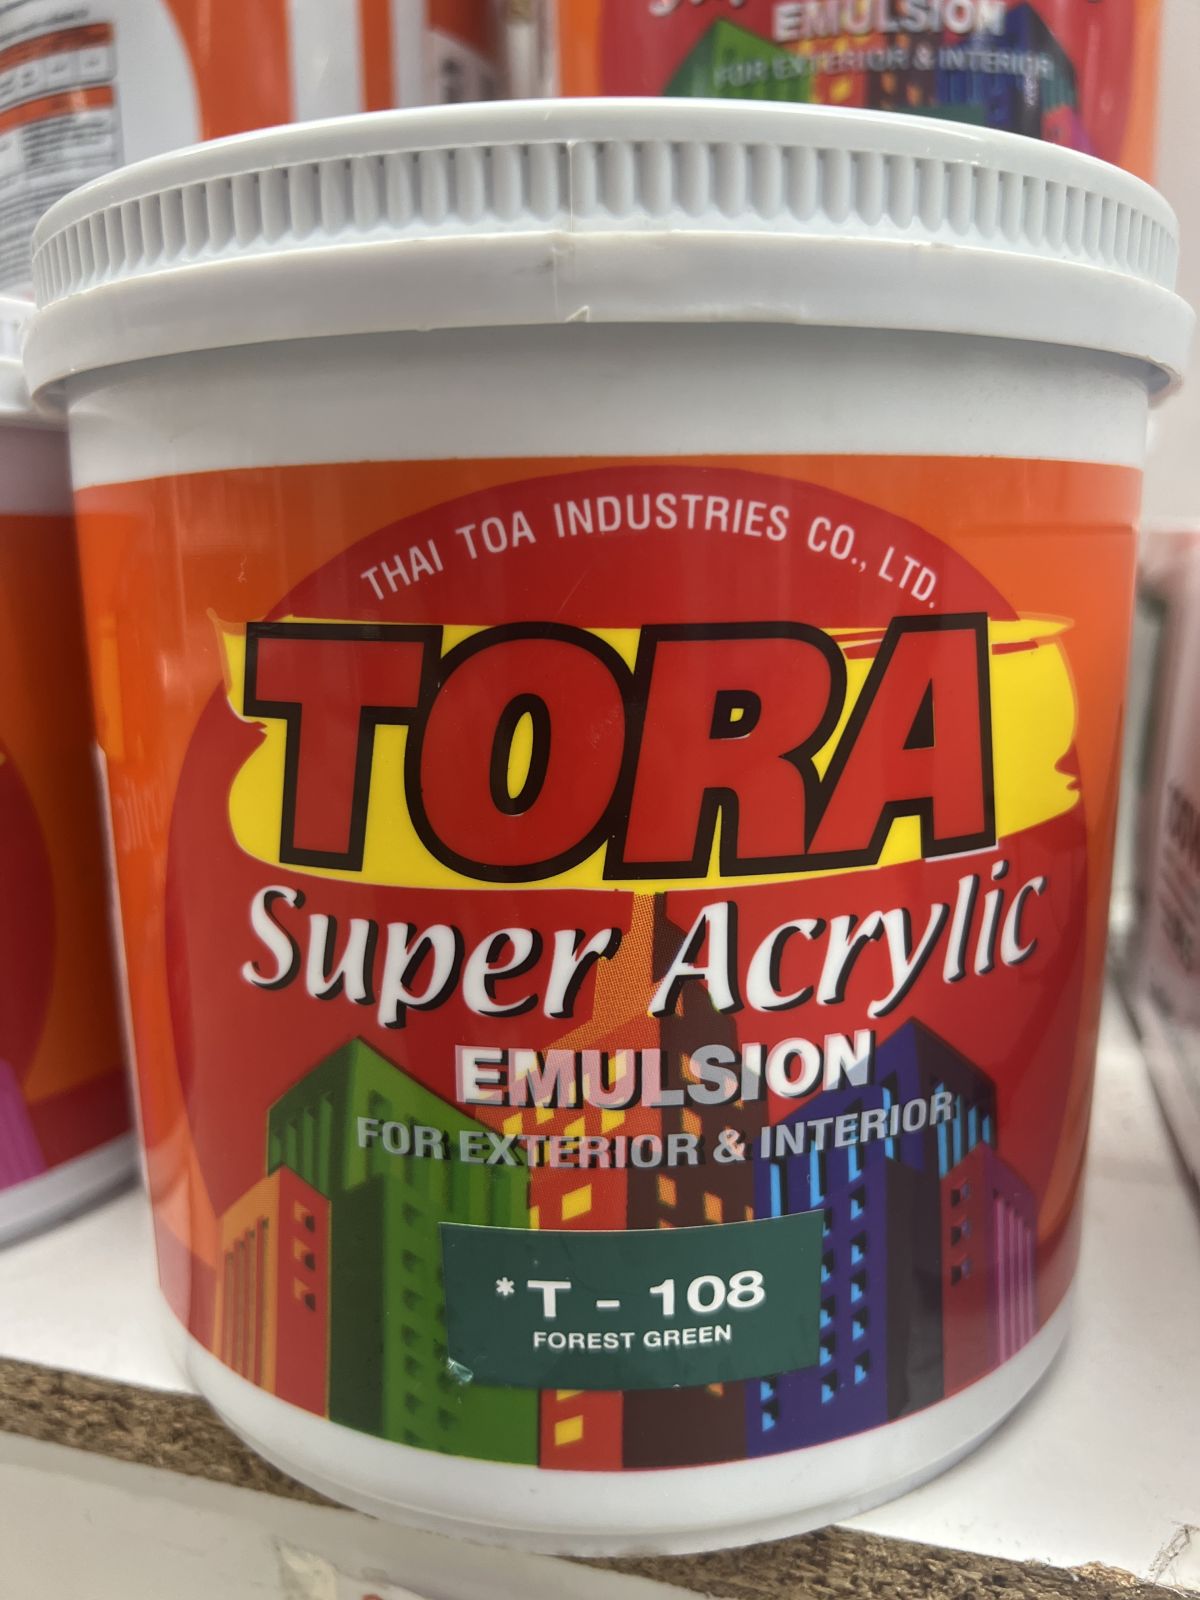 EMULSION
FOR EXTERIOR & INTERIOR
THAI TOA INDUSTRIES CO., LTD.
TORA
Super Acrylic
EMULSION
FOR EXTERIOR & INTERIOR
*T - 108
FOREST GREEN